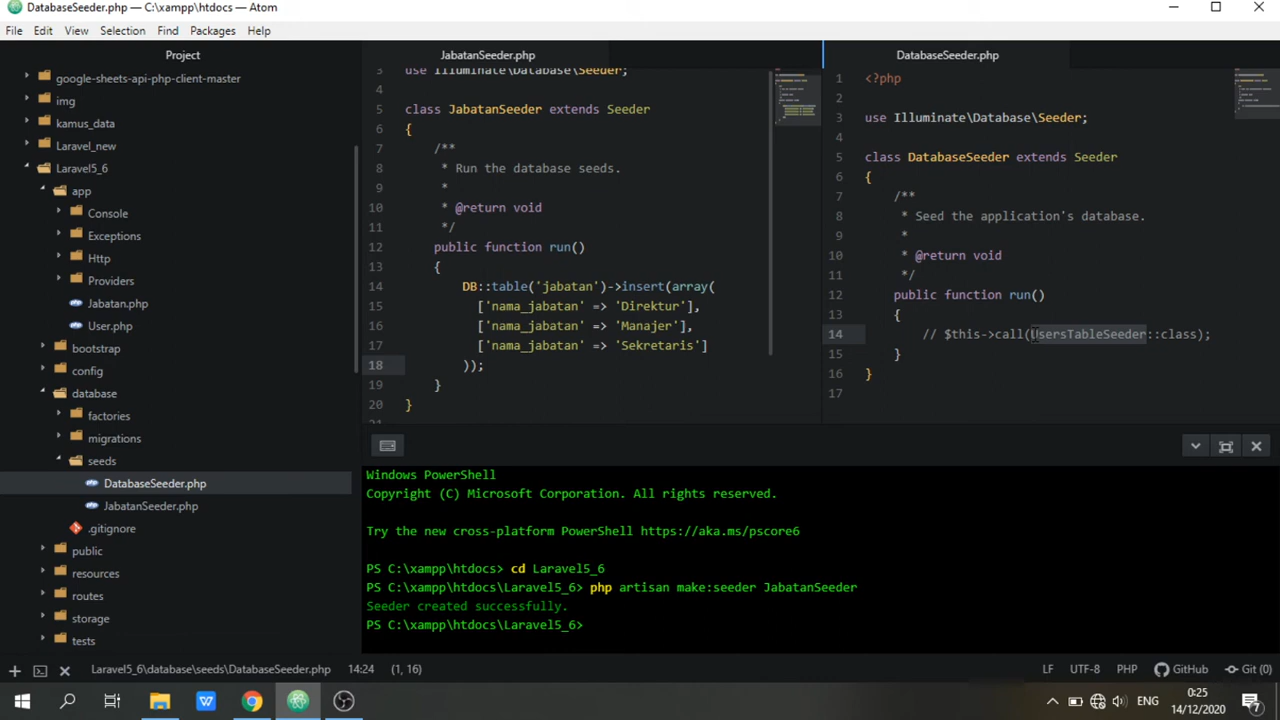 DatabaseSeeder.php — C:\xampp\htdocs — Atom
File Edit View Selection Find Packages Help
Project
google-sheets-api-php-client-master
img
kamus_data
Laravel_new
Laravel5_6
app
Console
Exceptions
Http
Providers
Jabatan.php
User.php
bootstrap
config
database
factories
migrations
seeds
DatabaseSeeder.php
JabatanSeeder.php
.gitignore
public
resources
routes
storage
tests
JabatanSeeder.php
3 use Illuminate\Database\Seeder;
4
5 class JabatanSeeder extends Seeder
6 {
7 /**
8 * Run the database seeds.
9 *
10 * @return void
11 */
12 public function run()
13 {
14 DB::table('jabatan')->insert(array(
15 ['nama_jabatan' => 'Direktur'],
16 ['nama_jabatan' => 'Manajer'],
17 ['nama_jabatan' => 'Sekretaris']
18 ));
19 }
20 }
DatabaseSeeder.php
1 <?php
2
3 use Illuminate\Database\Seeder;
4
5 class DatabaseSeeder extends Seeder
6 {
7 /**
8 * Seed the application's database.
9 *
10 * @return void
11 */
12 public function run()
13 {
14 // $this->call(UsersTableSeeder::class);
15 }
16 }
17
Windows PowerShell
Copyright (C) Microsoft Corporation. All rights reserved.
Try the new cross-platform PowerShell https://aka.ms/pscore6
PS C:\xampp\htdocs> cd Laravel5_6
PS C:\xampp\htdocs\Laravel5_6> php artisan make:seeder JabatanSeeder
Seeder created successfully.
PS C:\xampp\htdocs\Laravel5_6>
Laravel5_6\database\seeds\DatabaseSeeder.php 14:24 (1, 16) LF UTF-8 PHP GitHub Git (0)
ENG
0:25
14/12/2020
7